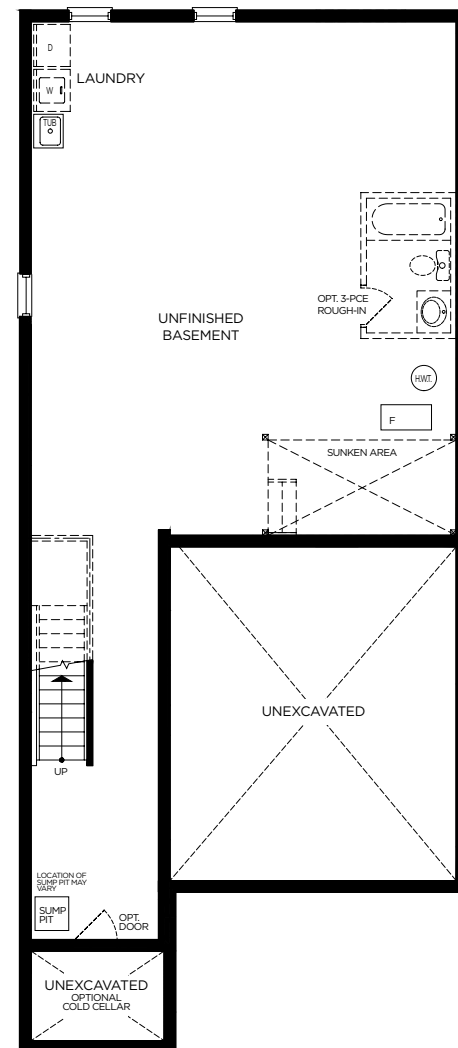 D
LAUNDRY
W
TUB
OPT. 3-PCE
ROUGH-IN
UNFINISHED
BASEMENT
H.W.T.
F
SUNKEN AREA
UNEXCAVATED
UP
LOCATION OF
SUMP PIT MAY
VARY
SUMP
PIT
OPT.
DOOR
UNEXCAVATED
OPTIONAL
COLD CELLAR